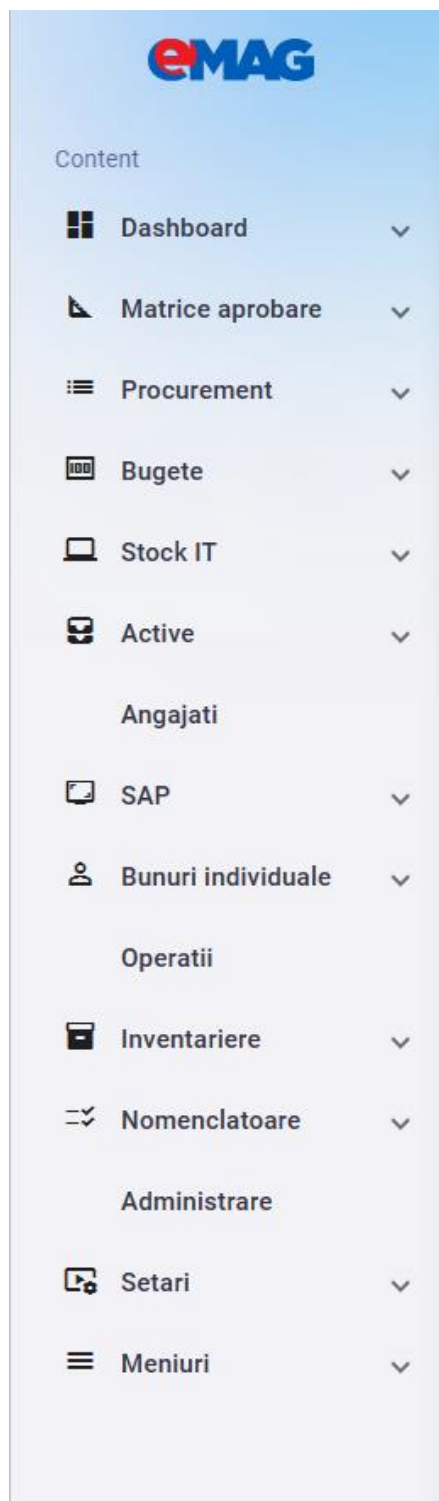 eMAG
Content
Dashboard
Matrice aprobare
Procurement
Bugete
Stock IT
Active
Angajati
SAP
Bunuri individuale
Operatii
Inventariere
Nomenclatoare
Administrare
Setari
Meniuri